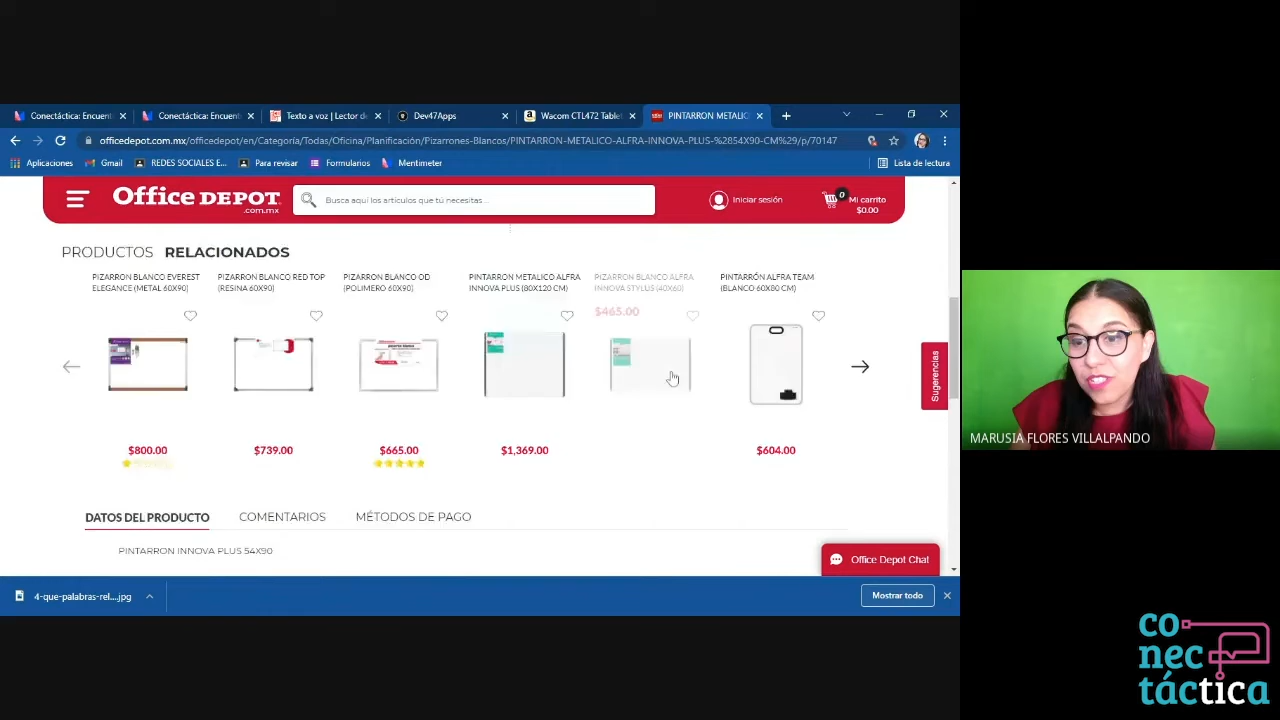 Conectáctica: Encuent
Conectáctica: Encuent
Texto a voz | Lector de
Dev47Apps
Wacom CTL472 Tablet
PINTARRON METALIC
officedepot.com.mx/officedepot/en/Categoría/Todas/Oficina/Planificación/Pizarrones-Blancos/PINTARRON-METALICO-ALFRA-INNOVA-PLUS-%2854X90-CM%29/p/70147
Aplicaciones
Gmail
REDES SOCIALES E...
Para revisar
Formularios
Mentimeter
Lista de lectura
Office DEPOT
.com.mx
Busca aquí los artículos que tú necesitas...
Iniciar sesión
0
Mi carrito
$0.00
PRODUCTOS RELACIONADOS
PIZARRON BLANCO EVEREST
ELEGANCE (METAL 60X90)
PIZARRON BLANCO RED TOP
(RESINA 60X90)
PIZARRON BLANCO OD
(POLIMERO 60X90)
PINTARRON METALICO ALFRA
INNOVA PLUS (80X120 CM)
PIZARRON BLANCO ALFRA
INNOVA STYLUS (40X60)
PINTARRÓN ALFRA TEAM
(BLANCO 60X80 CM)
$465.00
$800.00
$739.00
$665.00
$1,369.00
$604.00
Sugerencias
DATOS DEL PRODUCTO
COMENTARIOS
MÉTODOS DE PAGO
PINTARRON INNOVA PLUS 54X90
Office Depot Chat
4-que-palabras-rel....jpg
Mostrar todo
MARUSIA FLORES VILLALPANDO
co
nec
táctica